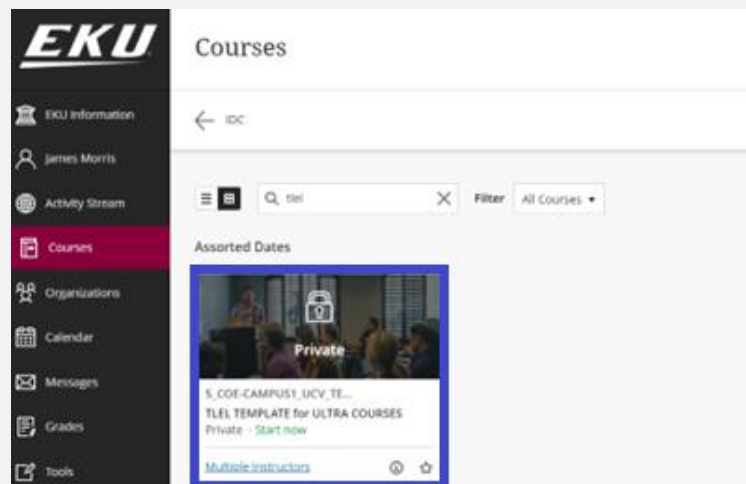 EKU
Courses
EKU Information
IDC
James Morris
Activity Stream
tlel
Filter
All Courses
Courses
Assorted Dates
Organizations
Calendar
Private
Messages
S_COE-CAMPUS1_UCV_TE...
TLEL TEMPLATE for ULTRA COURSES
Private · Start now
Grades
Multiple Instructors
Tools